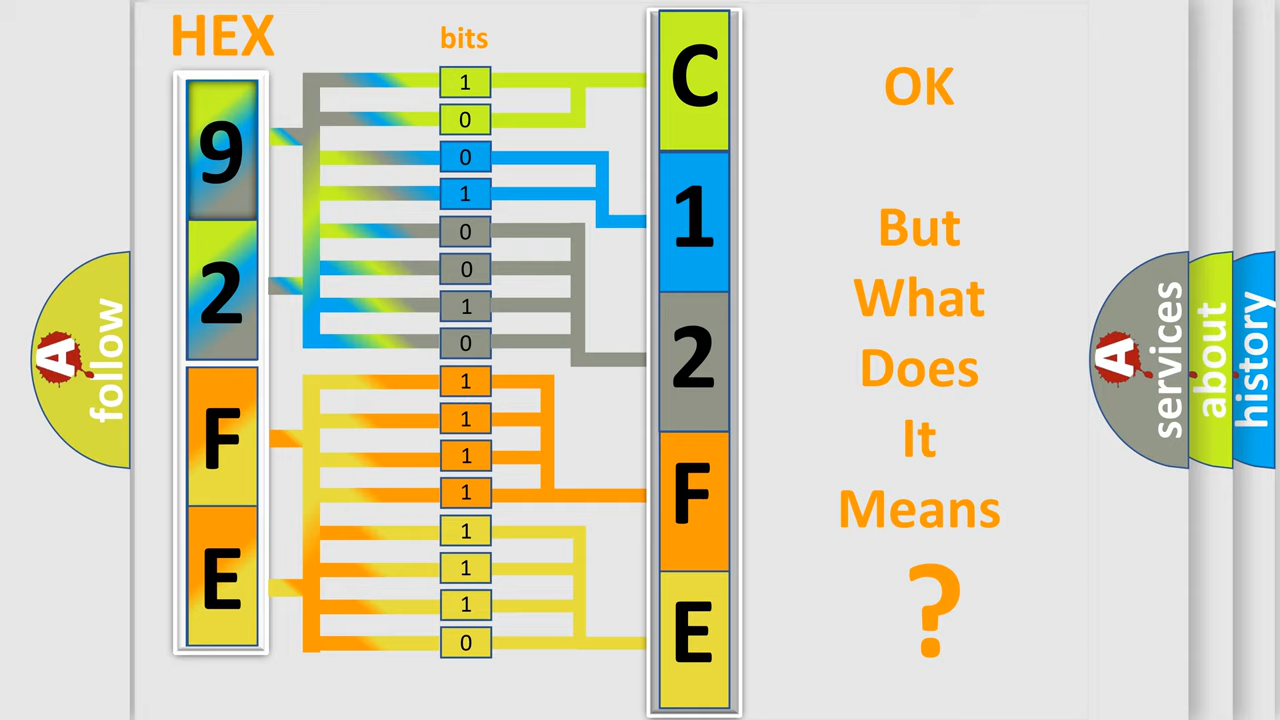 HEX
bits
9
2
F
E
1
0
0
1
0
0
1
0
1
1
1
1
1
1
1
0
C
1
2
F
E
OK
But
What
Does
It
Means
?
A
follow
A
services
about
history